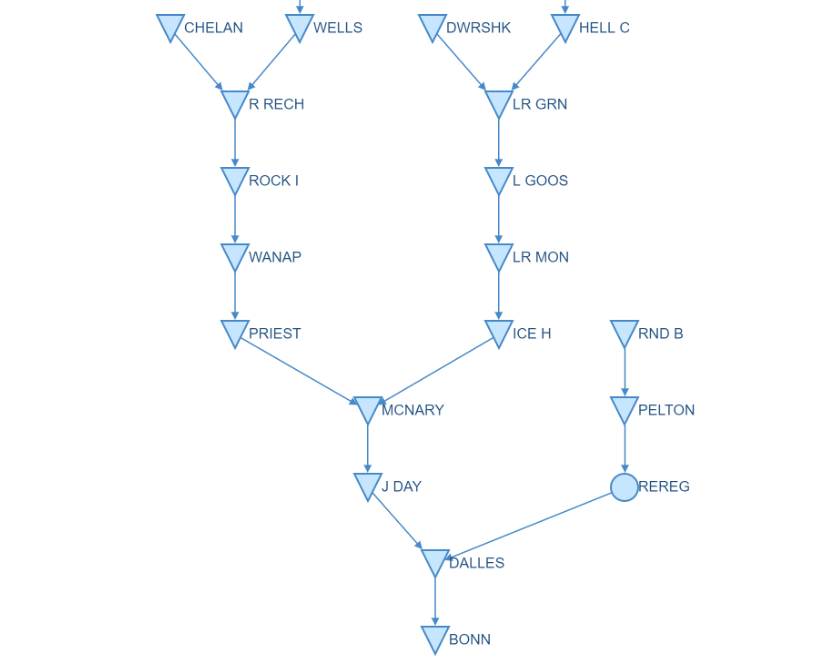 CHELAN
WELLS
DWRSHK
HELL C
R RECH
LR GRN
ROCK I
L GOOS
WANAP
LR MON
PRIEST
ICE H
RND B
MCNARY
PELTON
J DAY
REREG
DALLES
BONN